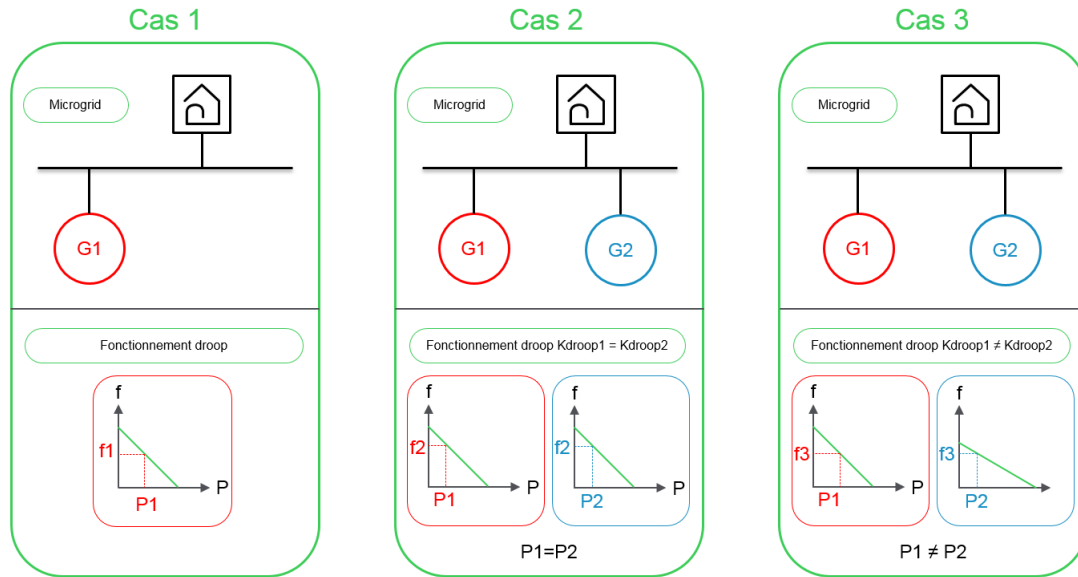 Cas 1
Microgrid
G1
Fonctionnement droop
f
f1
P
P1
Cas 2
Microgrid
G1
G2
Fonctionnement droop Kdroop1 = Kdroop2
f
f2
P
P1
f
f2
P
P2
P1=P2
Cas 3
Microgrid
G1
G2
Fonctionnement droop Kdroop1 ≠ Kdroop2
f
f3
P
P1
f
f3
P2
P1 ≠ P2